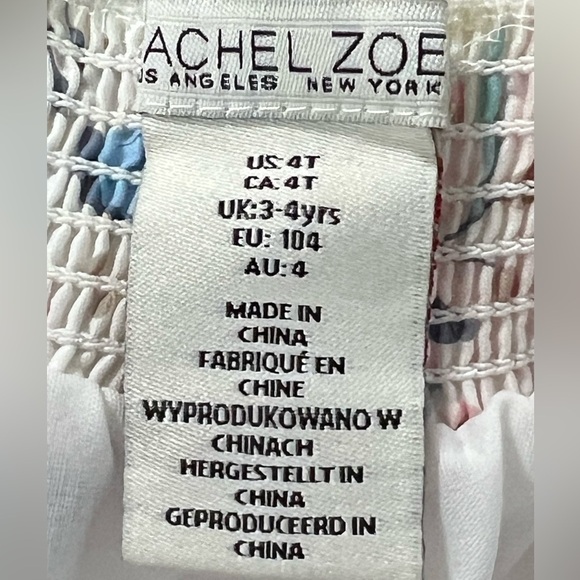 ACHEL ZOE
S ANGELES NEW YORK
US: 4T
CA: 4T
UK:3-4yrs
EU: 104
AU: 4
MADE IN
CHINA
FABRIQUÉ EN
CHINE
WYPRODUKOWANO W
CHINACH
HERGESTELLT IN
CHINA
GEPRODUCEERD IN
CHINA